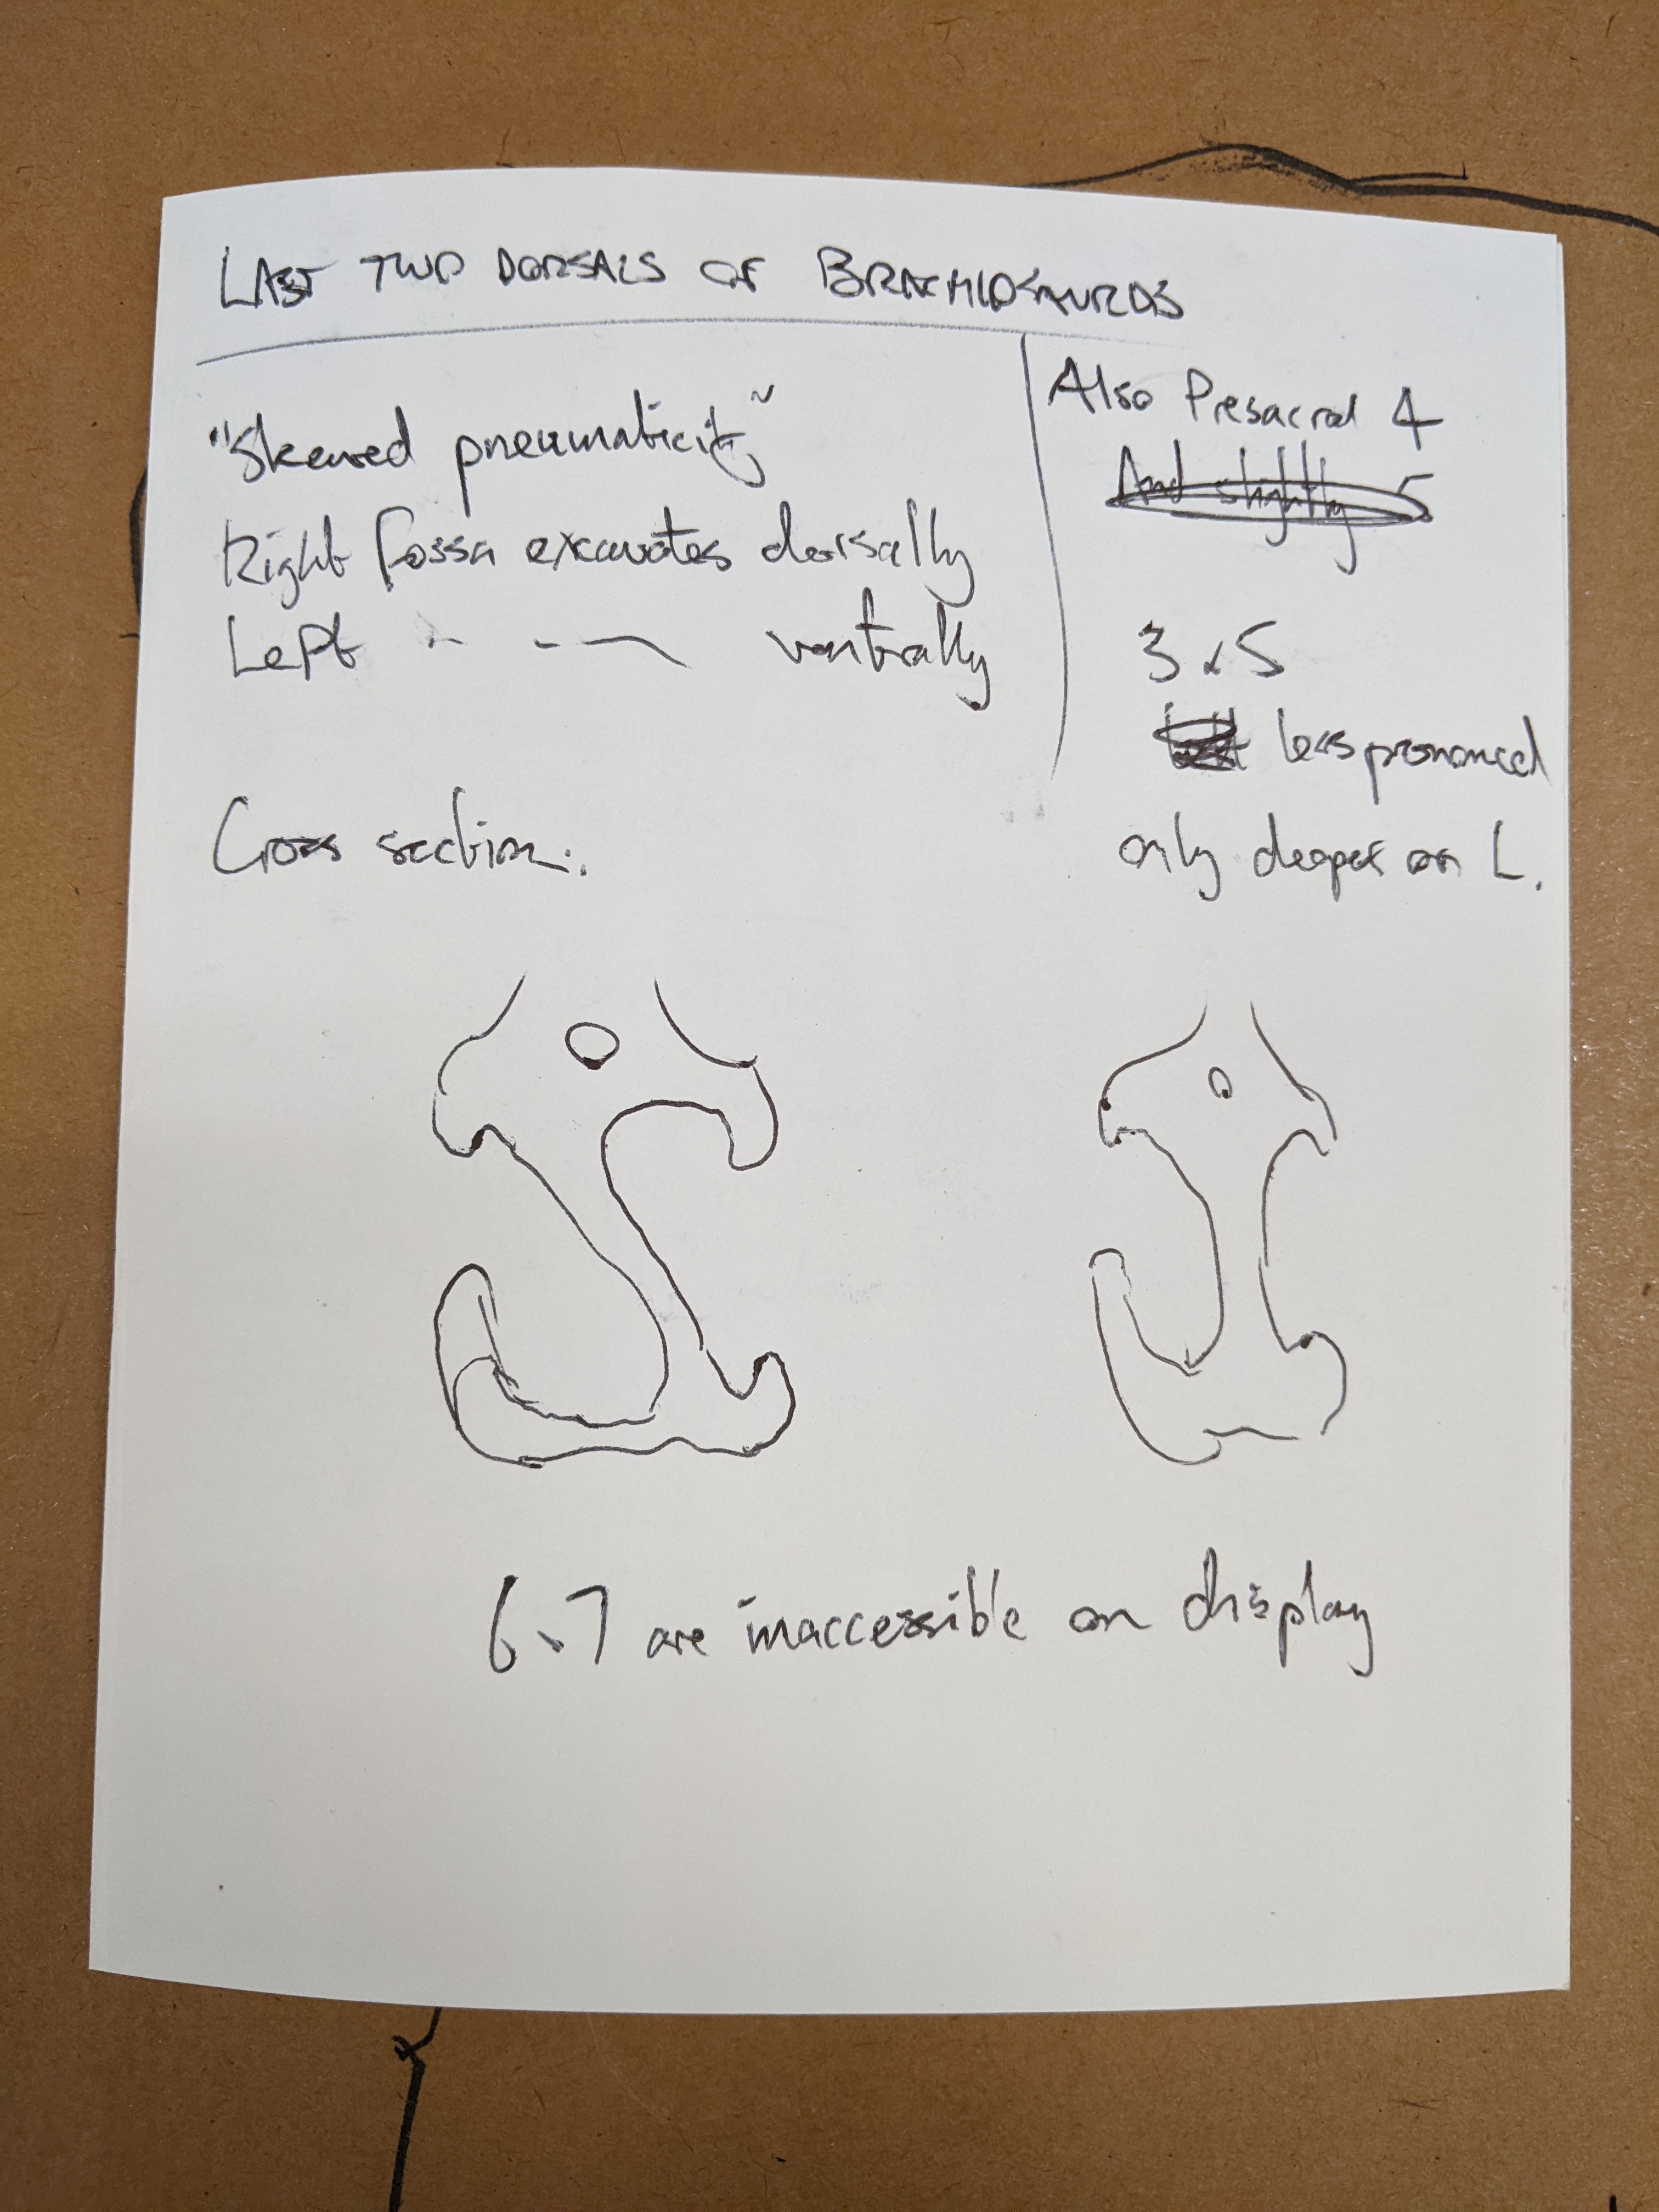 LAST TWO DORSALS OF BRACHIOSAURUS
"Skewed pneumaticity"
Right fossa excavates dorsally
Left " - — ventrally
Cross section:
Also Presacral 4
And slightly 5
3 & 5
less pronounced
only deeper on L.
6 & 7 are inaccessible on display